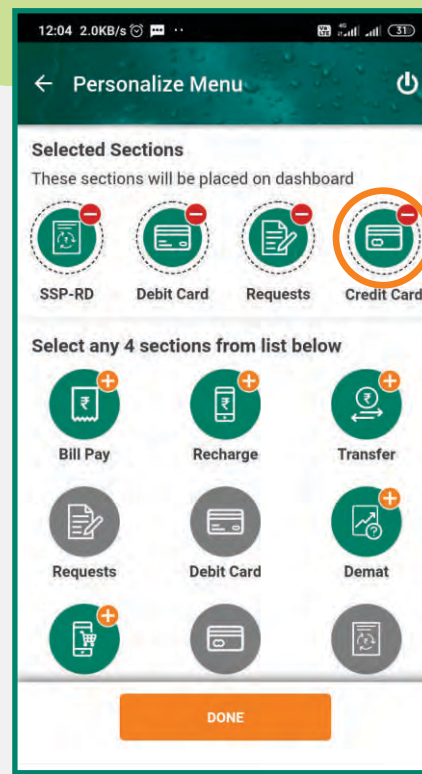 12:04 2.0KB/s
4G
31
Personalize Menu
Selected Sections
These sections will be placed on dashboard
SSP-RD Debit Card Requests Credit Card
Select any 4 sections from list below
Bill Pay Recharge Transfer
Requests Debit Card Demat
DONE